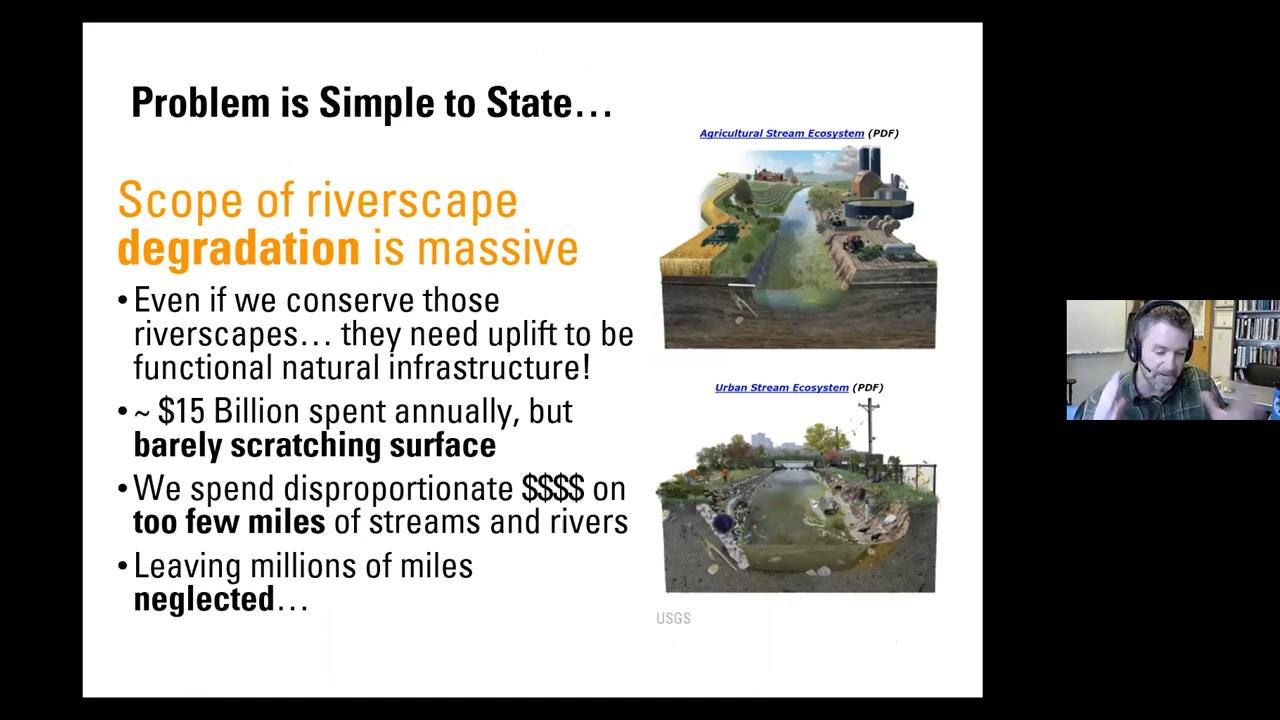 Problem is Simple to State…
Scope of riverscape
degradation is massive
• Even if we conserve those
riverscapes… they need uplift to be
functional natural infrastructure!
• ~ $15 Billion spent annually, but
barely scratching surface
• We spend disproportionate $$$$ on
too few miles of streams and rivers
• Leaving millions of miles
neglected…
Agricultural Stream Ecosystem (PDF)
Urban Stream Ecosystem (PDF)
USGS